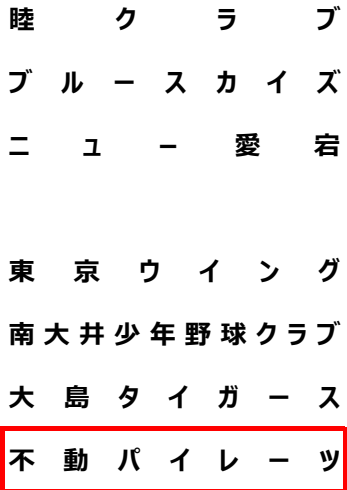 睦クラブ
ブルースカイズ
ニュー愛宕
東京ウイング
南大井少年野球クラブ
大島タイガース
不動パイレーツ